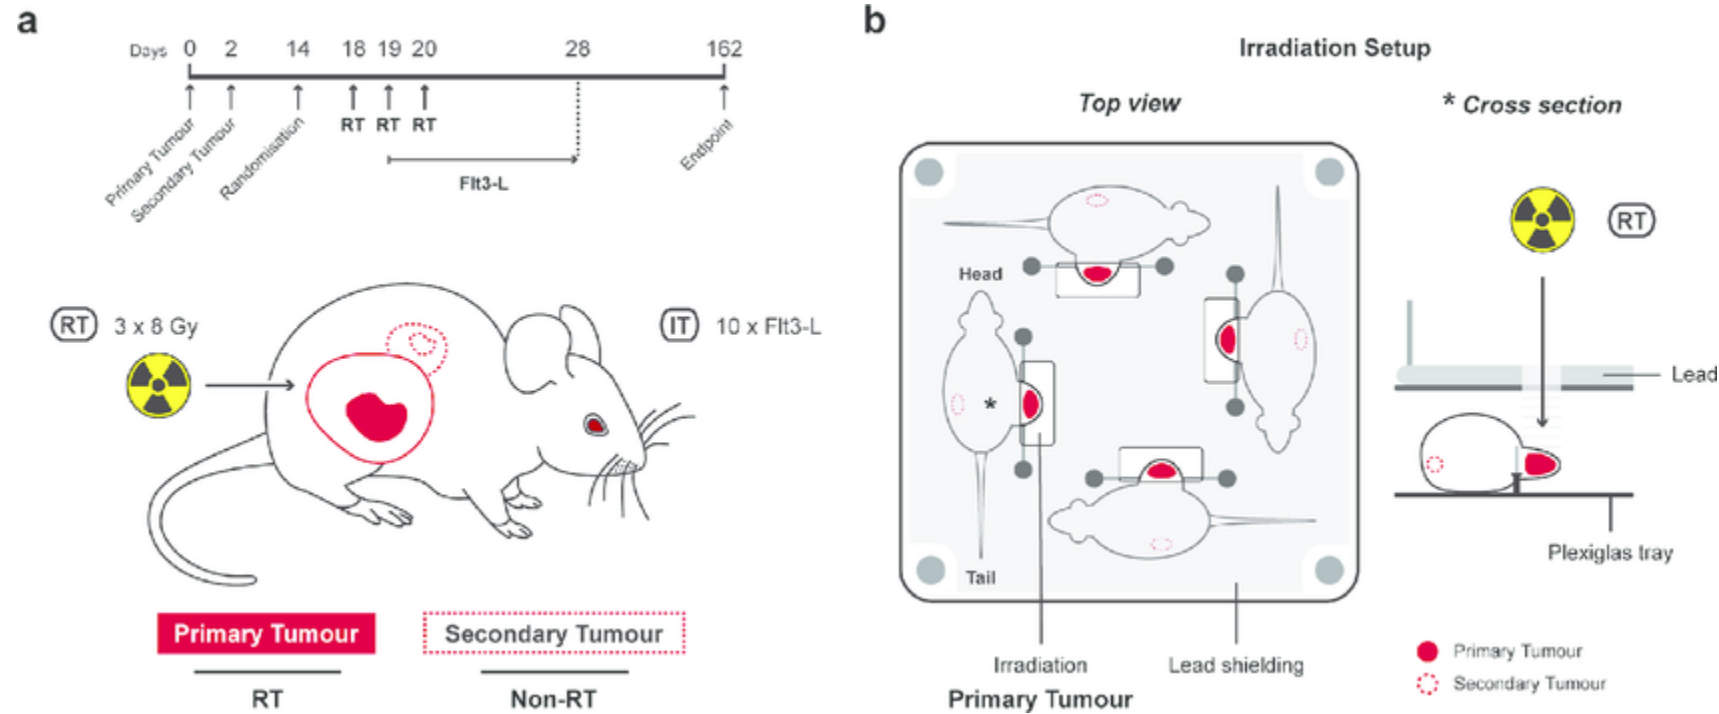 a
Days 0 2 14 18 19 20 28 162
RT RT RT
Primary Tumour
Secondary Tumour
Randomisation
Endpoint
Flt3-L
RT 3 x 8 Gy
IT 10 x Flt3-L
Primary Tumour
Secondary Tumour
RT
Non-RT
b
Irradiation Setup
Top view
* Cross section
RT
Head
Lead
*
Plexiglas tray
Tail
Irradiation
Primary Tumour
Lead shielding
Primary Tumour
Secondary Tumour